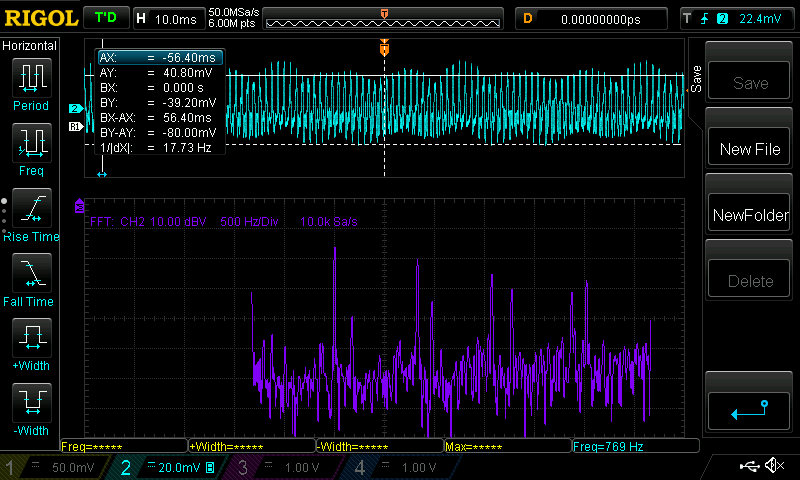 RIGOL T'D H 10.0ms 50.0MSa/s 6.00M pts T D 0.00000000ps T 2 22.4mV
Horizontal
Period
Freq
Rise Time
Fall Time
+Width
-Width
T
AX: = -56.40ms
AY: = 40.80mV
BX: = 0.000 s
BY: = -39.20mV
BX-AX: = 56.40ms
BY-AY: = -80.00mV
1/|dX|: = 17.73 Hz
2
R1
FFT: CH2 10.00 dBV 500 Hz/Div 10.0k Sa/s
Save
Save
New File
NewFolder
Delete
Freq=***** +Width=***** -Width=***** Max=***** Freq=769 Hz
1 50.0mV 2 20.0mV B 3 1.00 V 4 1.00 V